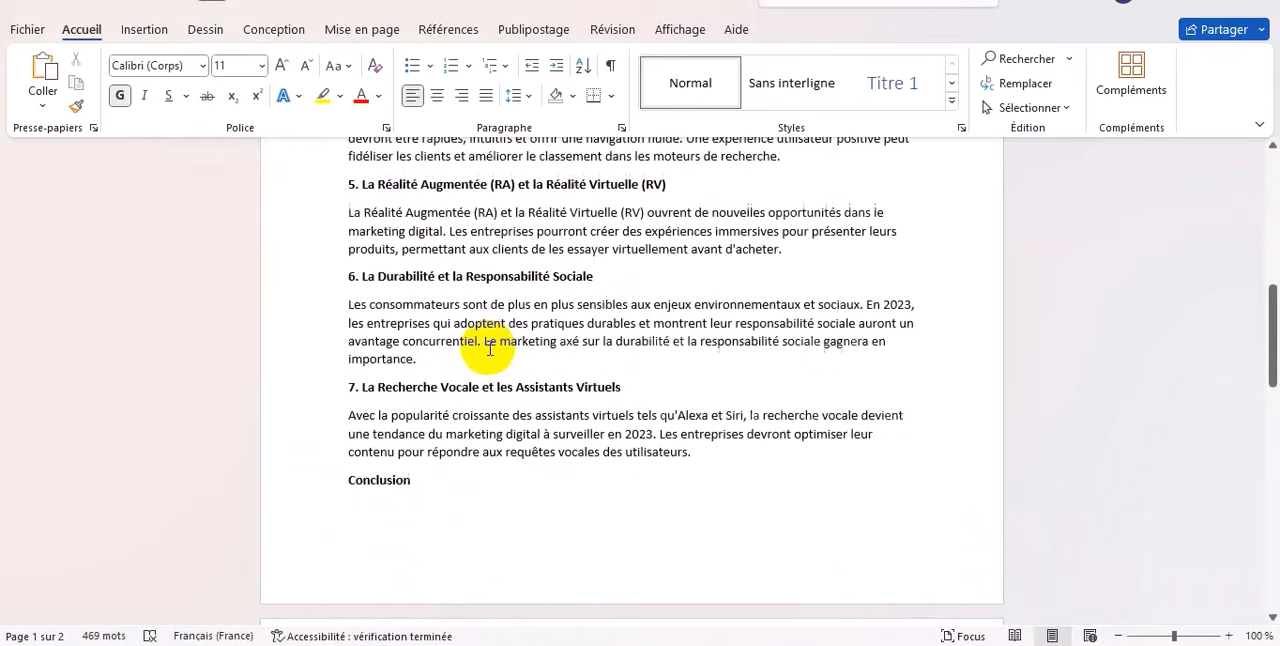 Fichier Accueil Insertion Dessin Conception Mise en page Références Publipostage Révision Affichage Aide Partager
Coller
Presse-papiers
Calibri (Corps) 11
G I S ab x₂ x² A A
Police
Paragraphe
Normal Sans interligne Titre 1
Styles
Rechercher
Remplacer
Sélectionner
Édition
Compléments
Compléments
devront être rapides, intuitifs et offrir une navigation fluide. Une expérience utilisateur positive peut
fidéliser les clients et améliorer le classement dans les moteurs de recherche.
5. La Réalité Augmentée (RA) et la Réalité Virtuelle (RV)
La Réalité Augmentée (RA) et la Réalité Virtuelle (RV) ouvrent de nouvelles opportunités dans le
marketing digital. Les entreprises pourront créer des expériences immersives pour présenter leurs
produits, permettant aux clients de les essayer virtuellement avant d'acheter.
6. La Durabilité et la Responsabilité Sociale
Les consommateurs sont de plus en plus sensibles aux enjeux environnementaux et sociaux. En 2023,
les entreprises qui adoptent des pratiques durables et montrent leur responsabilité sociale auront un
avantage concurrentiel. Le marketing axé sur la durabilité et la responsabilité sociale gagnera en
importance.
7. La Recherche Vocale et les Assistants Virtuels
Avec la popularité croissante des assistants virtuels tels qu'Alexa et Siri, la recherche vocale devient
une tendance du marketing digital à surveiller en 2023. Les entreprises devront optimiser leur
contenu pour répondre aux requêtes vocales des utilisateurs.
Conclusion
Page 1 sur 2 469 mots Français (France) Accessibilité : vérification terminée Focus 100 %